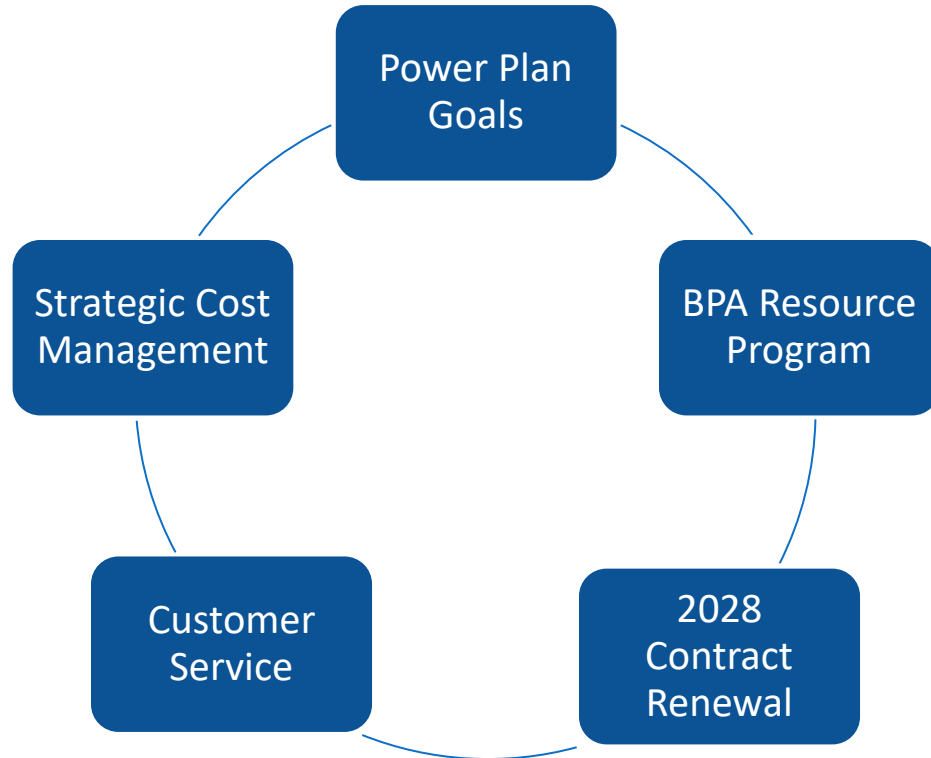 Power Plan
Goals
BPA Resource
Program
2028
Contract
Renewal
Customer
Service
Strategic Cost
Management